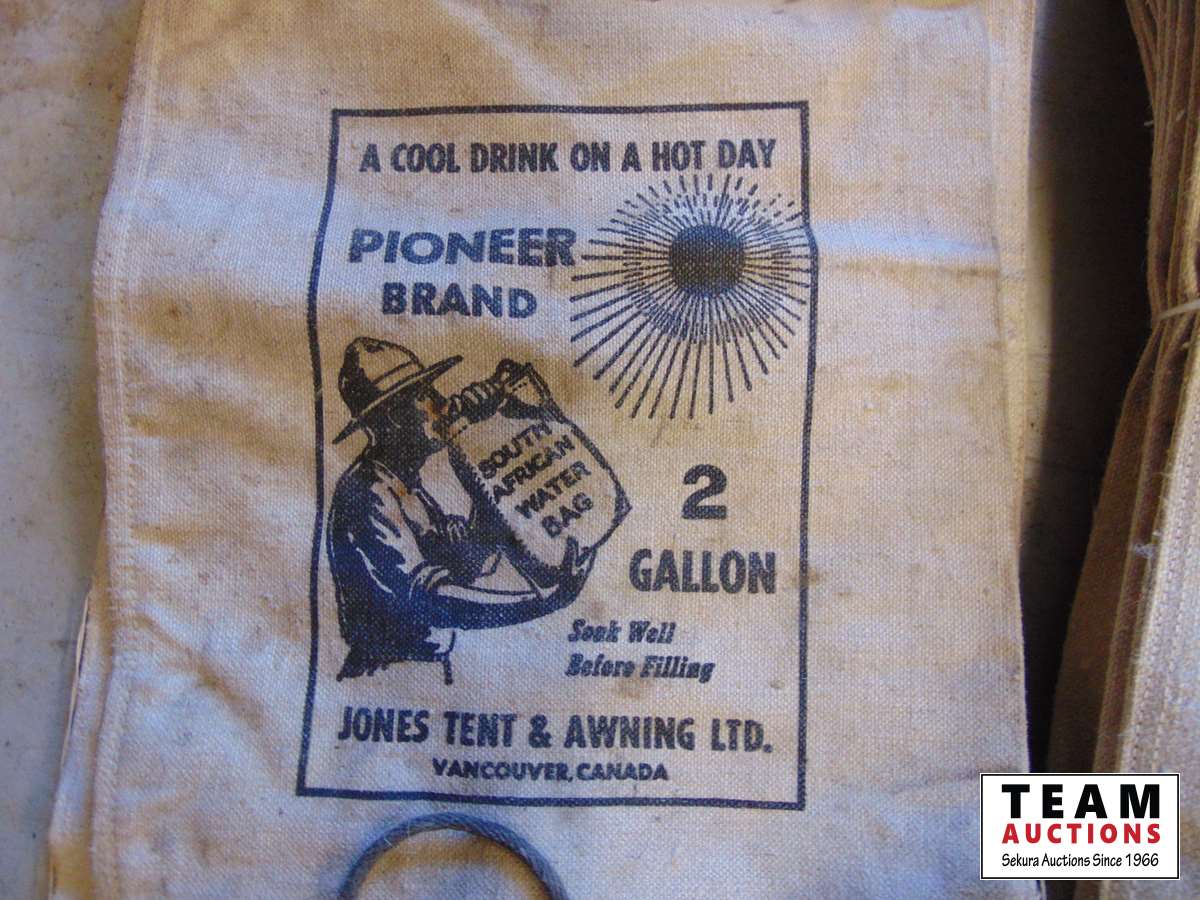 A COOL DRINK ON A HOT DAY
PIONEER
BRAND
SOUTH
AFRICAN
WATER
BAG
2
GALLON
Soak Well
Before Filling
JONES TENT & AWNING LTD.
VANCOUVER, CANADA
TEAM
AUCTIONS
Sekura Auctions Since 1966